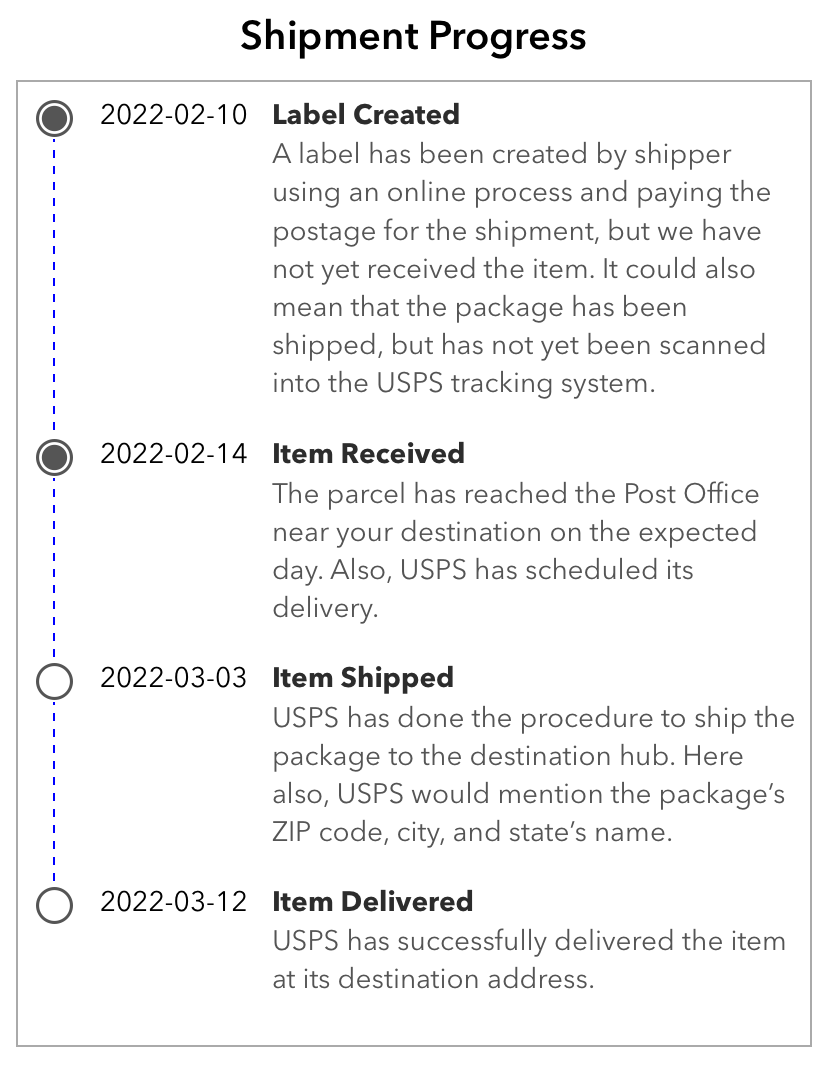 Shipment Progress
2022-02-10 Label Created
A label has been created by shipper
using an online process and paying the
postage for the shipment, but we have
not yet received the item. It could also
mean that the package has been
shipped, but has not yet been scanned
into the USPS tracking system.
2022-02-14 Item Received
The parcel has reached the Post Office
near your destination on the expected
day. Also, USPS has scheduled its
delivery.
2022-03-03 Item Shipped
USPS has done the procedure to ship the
package to the destination hub. Here
also, USPS would mention the package’s
ZIP code, city, and state’s name.
2022-03-12 Item Delivered
USPS has successfully delivered the item
at its destination address.